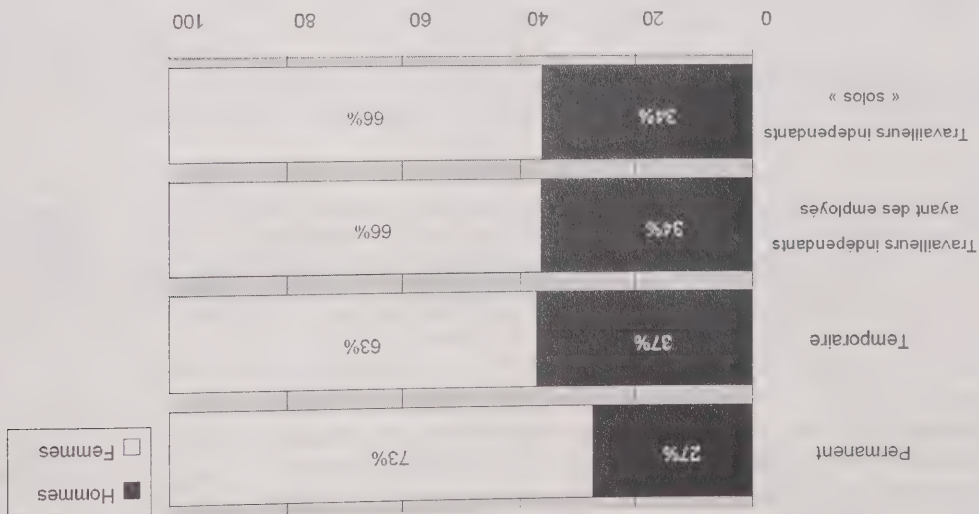 Hommes
Femmes
Permanent
27%
73%
Temporaire
37%
63%
Travailleurs indépendants
ayant des employés
34%
66%
Travailleurs indépendants
« solos »
34%
66%
0 20 40 60 80 100